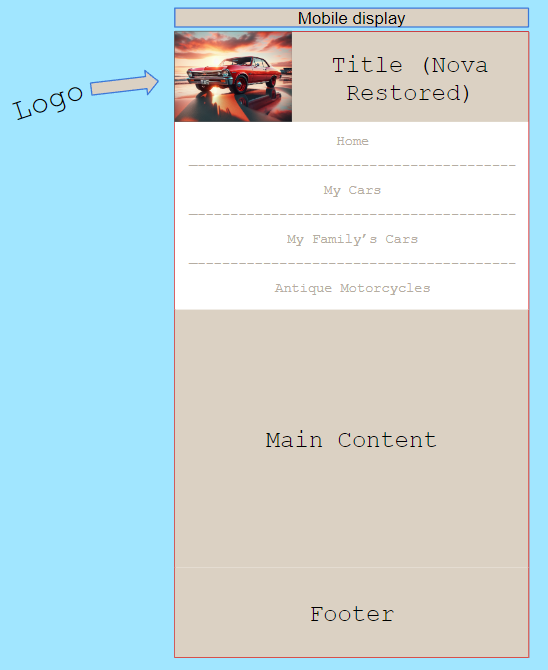 Mobile display
Logo
Title (Nova
Restored)
Home
My Cars
My Family’s Cars
Antique Motorcycles
Main Content
Footer